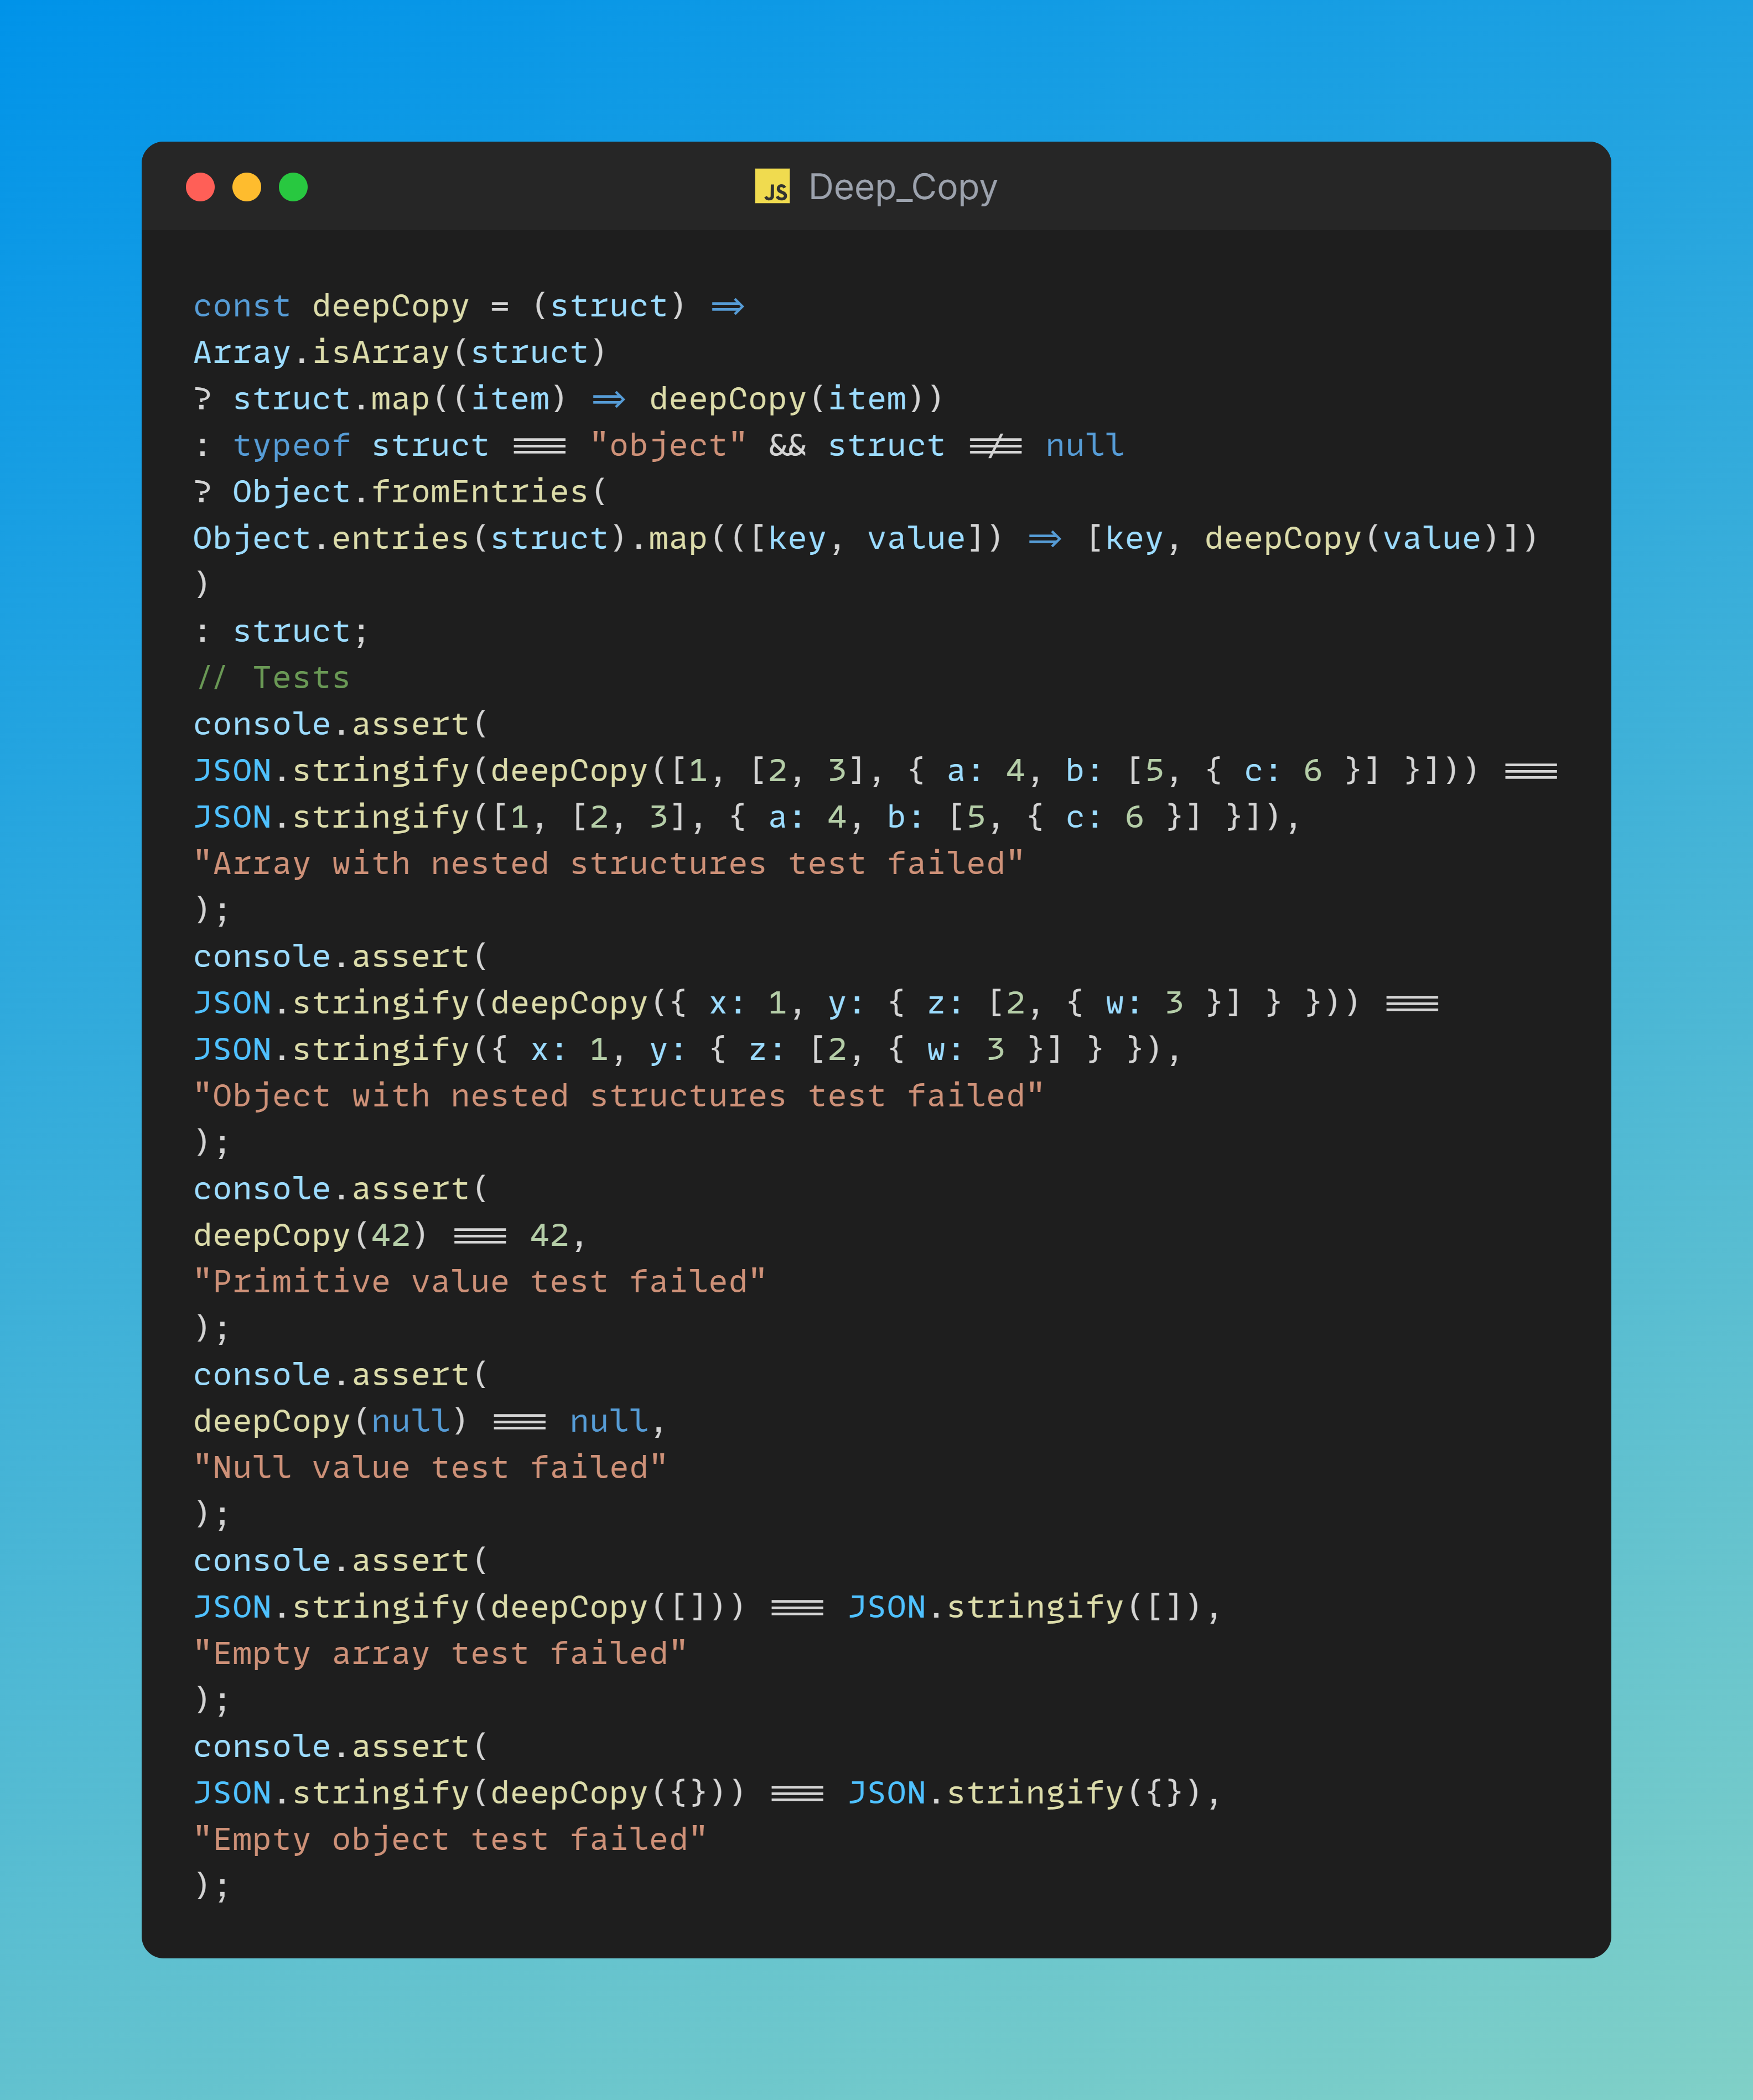 JS Deep_Copy
const deepCopy = (struct) =>
Array.isArray(struct)
? struct.map((item) => deepCopy(item))
: typeof struct === "object" && struct !== null
? Object.fromEntries(
Object.entries(struct).map(([key, value]) => [key, deepCopy(value)])
)
: struct;
// Tests
console.assert(
JSON.stringify(deepCopy([1, [2, 3], { a: 4, b: [5, { c: 6 }] }])) ===
JSON.stringify([1, [2, 3], { a: 4, b: [5, { c: 6 }] }]),
"Array with nested structures test failed"
);
console.assert(
JSON.stringify(deepCopy({ x: 1, y: { z: [2, { w: 3 }] } })) ===
JSON.stringify({ x: 1, y: { z: [2, { w: 3 }] } }),
"Object with nested structures test failed"
);
console.assert(
deepCopy(42) === 42,
"Primitive value test failed"
);
console.assert(
deepCopy(null) === null,
"Null value test failed"
);
console.assert(
JSON.stringify(deepCopy([])) === JSON.stringify([]),
"Empty array test failed"
);
console.assert(
JSON.stringify(deepCopy({})) === JSON.stringify({}),
"Empty object test failed"
);